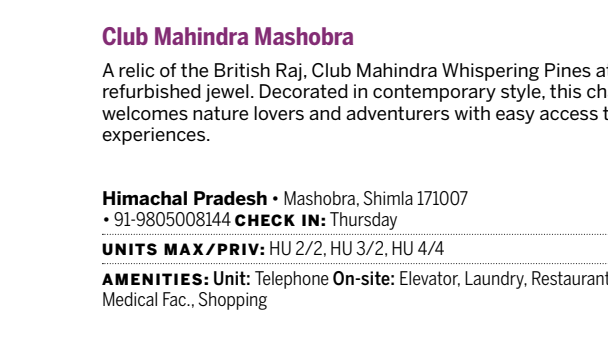 Club Mahindra Mashobra
A relic of the British Raj, Club Mahindra Whispering Pines
refurbished jewel. Decorated in contemporary style, this
welcomes nature lovers and adventurers with easy access
experiences.
Himachal Pradesh • Mashobra, Shimla 171007
• 91-9805008144 CHECK IN: Thursday
UNITS MAX/PRIV: HU 2/2, HU 3/2, HU 4/4
AMENITIES: Unit: Telephone On-site: Elevator, Laundry, Restaurant
Medical Fac., Shopping